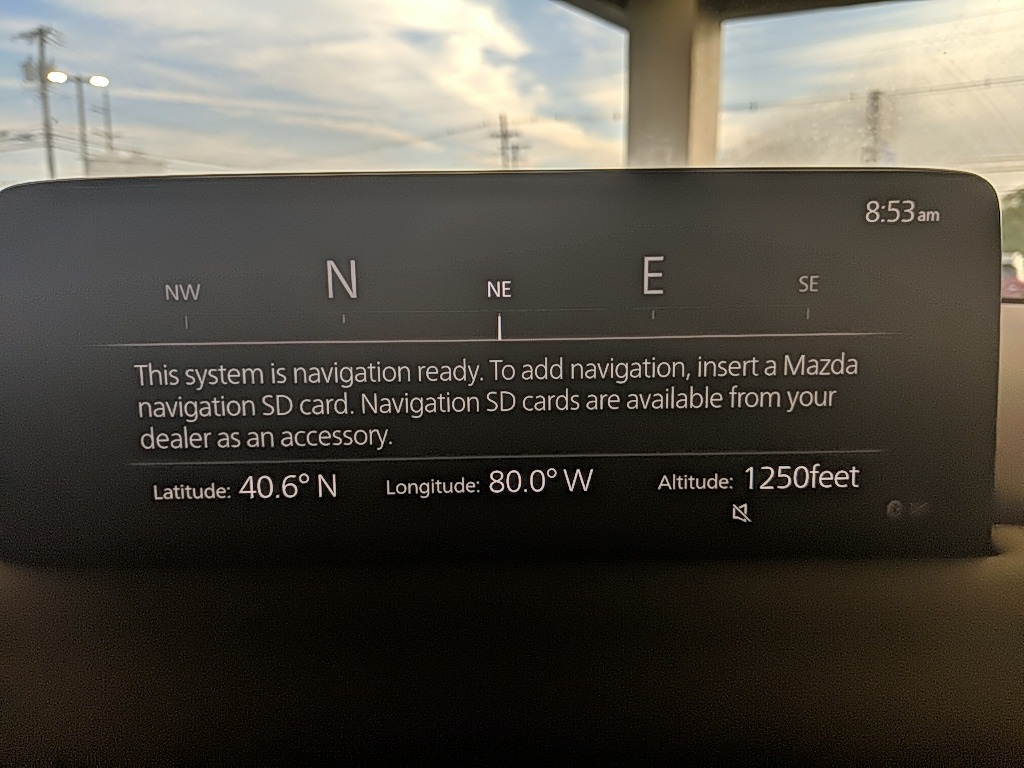 8:53am
NW N NE E SE
This system is navigation ready. To add navigation, insert a Mazda
navigation SD card. Navigation SD cards are available from your
dealer as an accessory.
Latitude: 40.6° N Longitude: 80.0° W Altitude: 1250feet